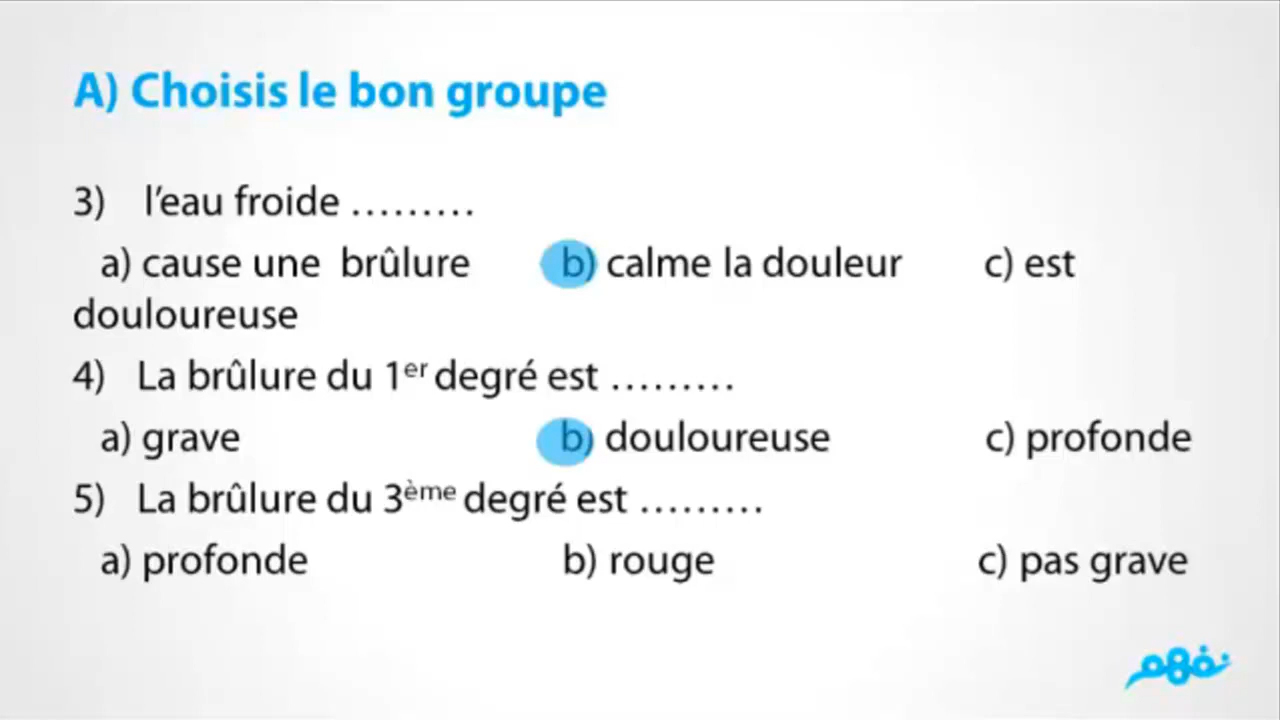 A) Choisis le bon groupe
3) l'eau froide .........
a) cause une brûlure b) calme la douleur c) est
douloureuse
4) La brûlure du 1er degré est .........
a) grave b) douloureuse c) profonde
5) La brûlure du 3ème degré est .........
a) profonde b) rouge c) pas grave
نفهم